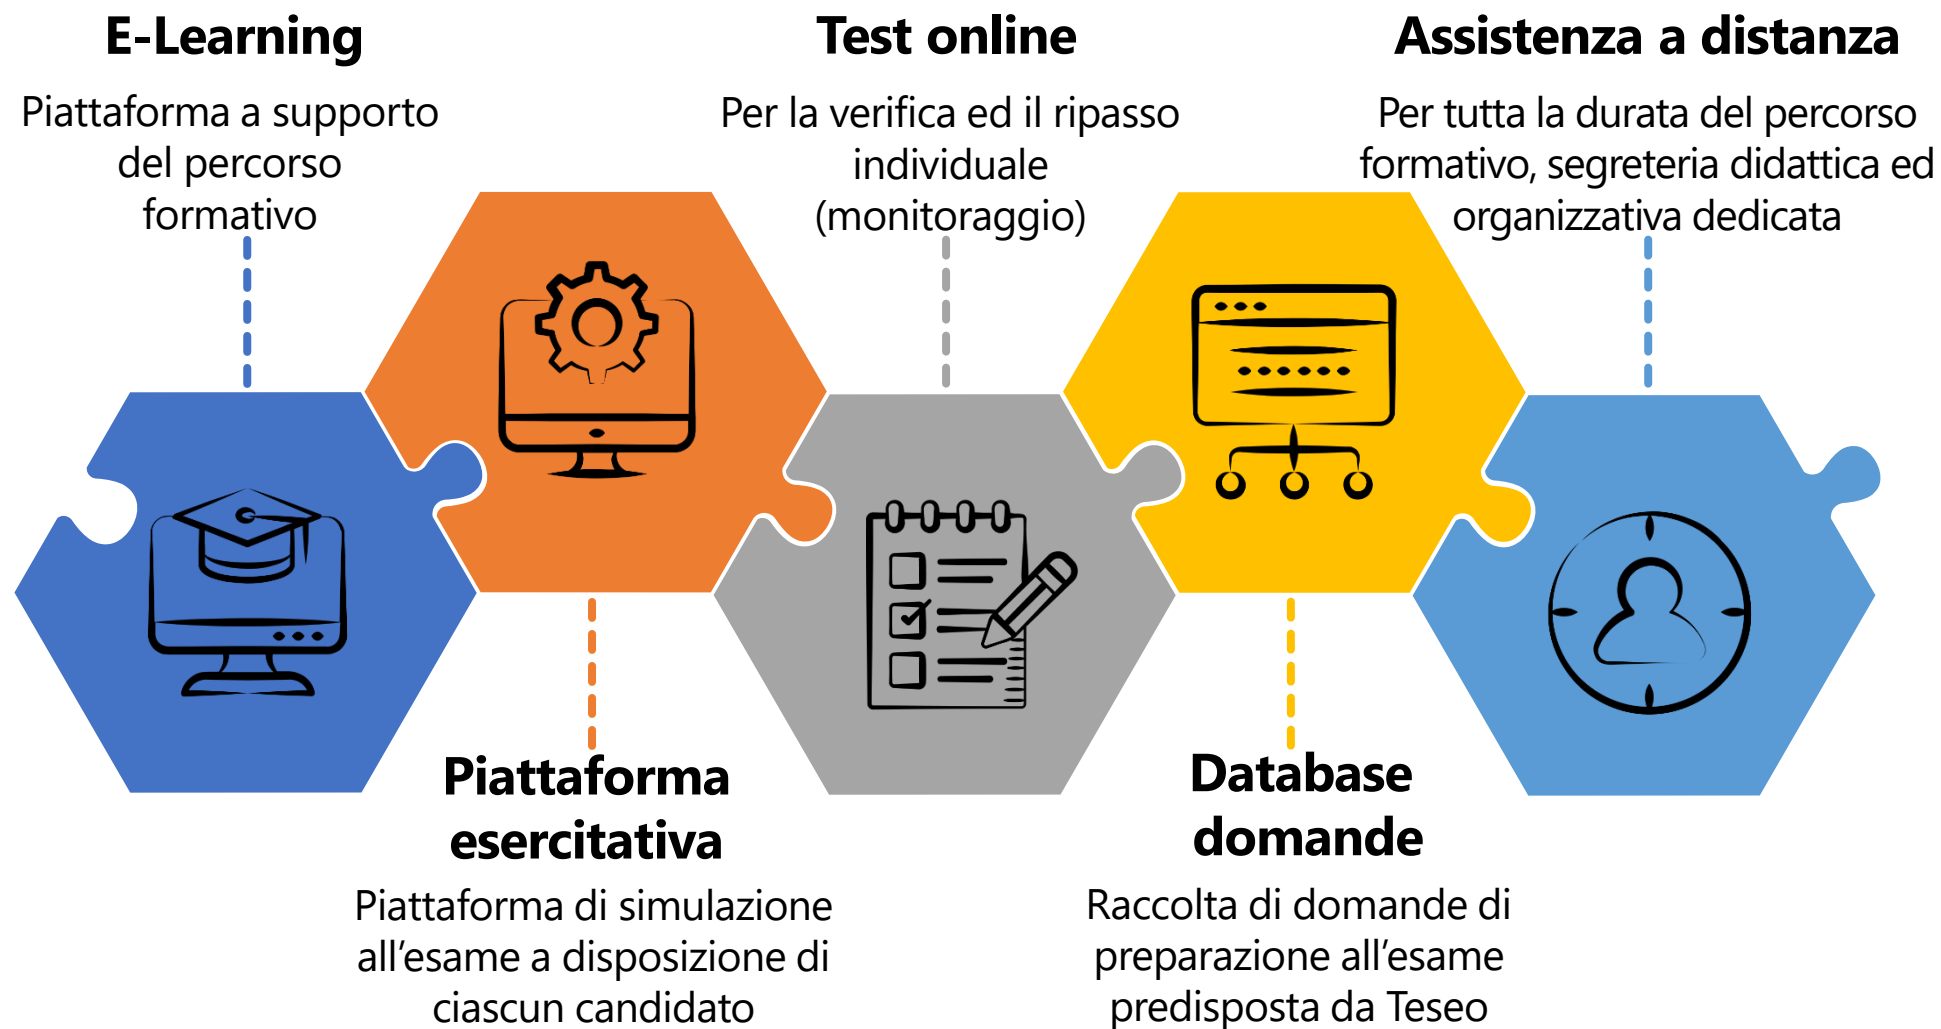 E-Learning
Piattaforma a supporto
del percorso
formativo
Piattaforma
esercitativa
Piattaforma di simulazione
all’esame a disposizione di
ciascun candidato
Test online
Per la verifica ed il ripasso
individuale
(monitoraggio)
Database
domande
Raccolta di domande di
preparazione all’esame
predisposta da Teseo
Assistenza a distanza
Per tutta la durata del percorso
formativo, segreteria didattica ed
organizzativa dedicata